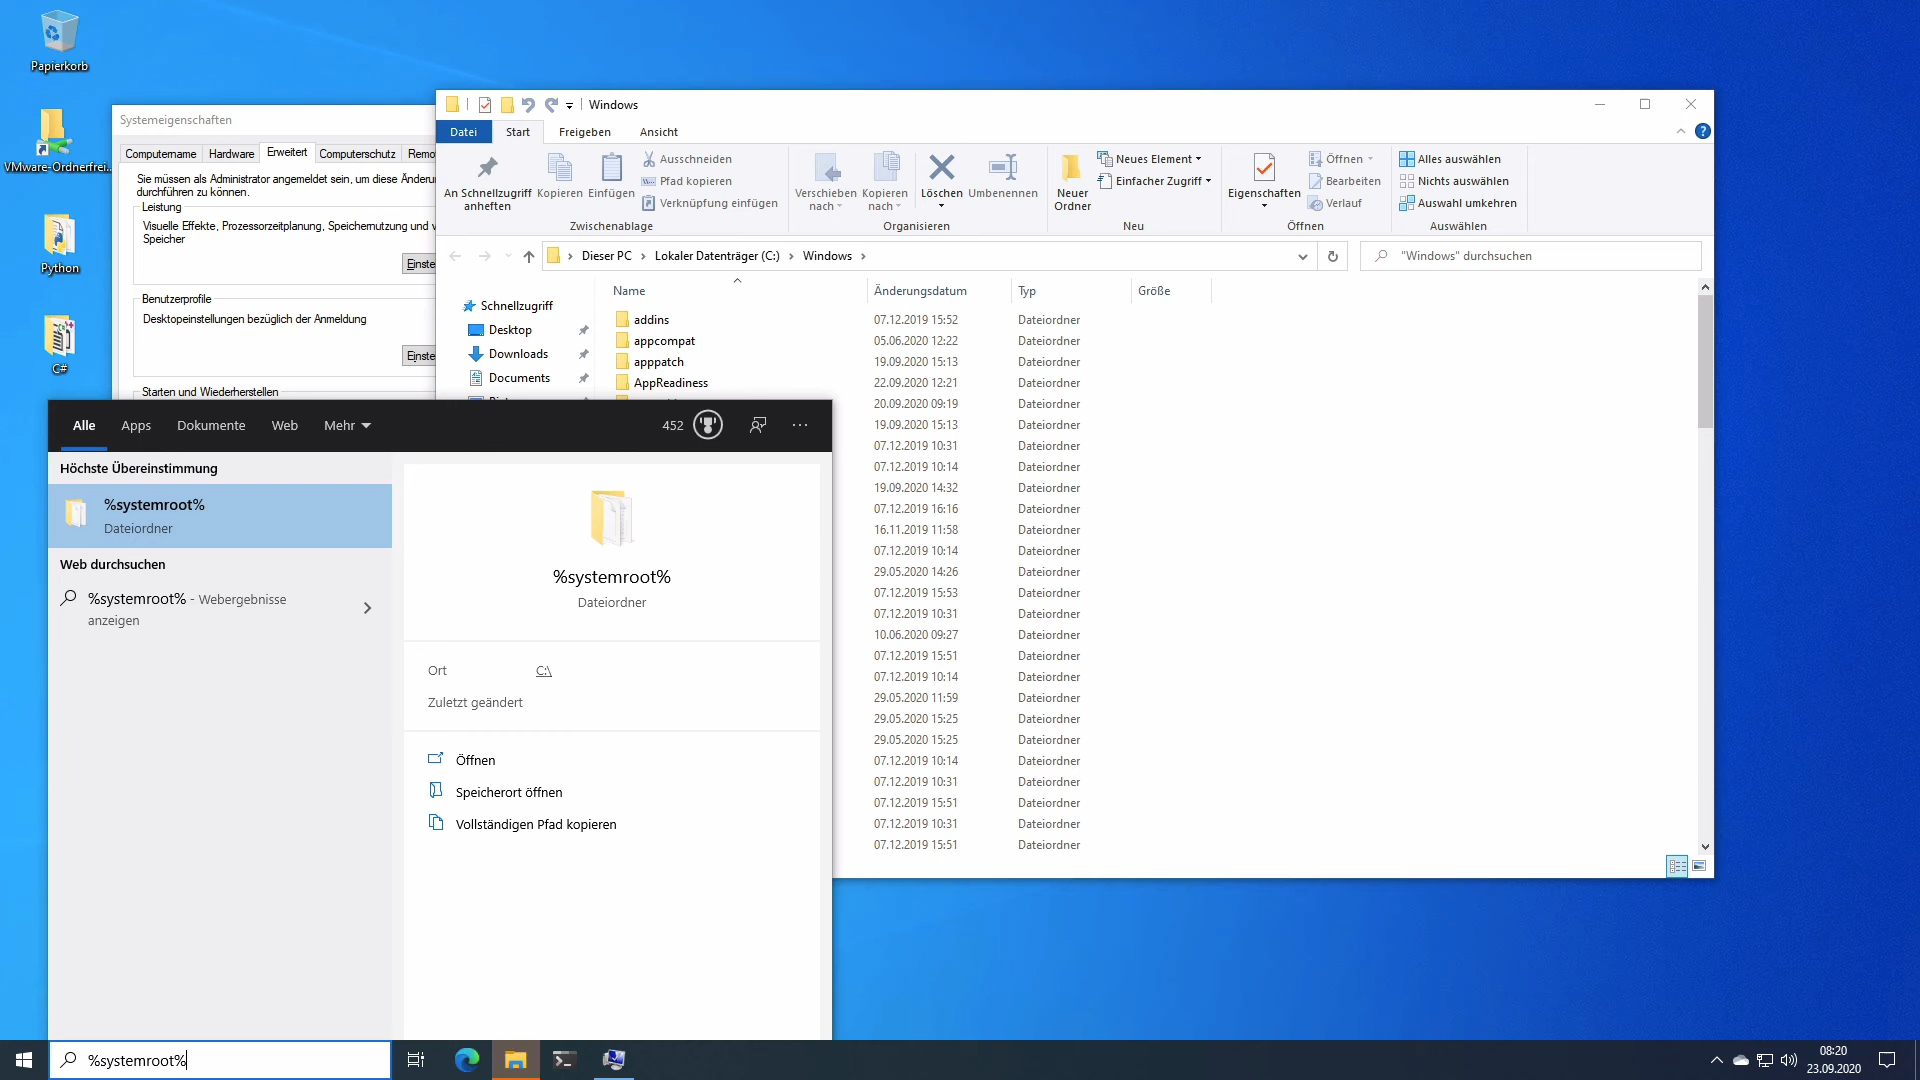 Papierkorb
VMware-Ordnerfrei...
Python
C#
Systemeigenschaften
Computername
Hardware
Erweitert
Computerschutz
Remo
Sie müssen als Administrator angemeldet sein, um diese Änderu
durchführen zu können.
Leistung
Visuelle Effekte, Prozessorzeitplanung, Speichernutzung und v
Speicher
Einste
Benutzerprofile
Desktopeinstellungen bezüglich der Anmeldung
Einste
Starten und Wiederherstellen
Windows
Datei
Start
Freigeben
Ansicht
An Schnellzugriff
anheften
Kopieren
Einfügen
Ausschneiden
Pfad kopieren
Verknüpfung einfügen
Zwischenablage
Verschieben
nach
Kopieren
nach
Löschen
Umbenennen
Organisieren
Neuer
Ordner
Neues Element
Einfacher Zugriff
Neu
Eigenschaften
Öffnen
Bearbeiten
Verlauf
Öffnen
Alles auswählen
Nichts auswählen
Auswahl umkehren
Auswählen
Dieser PC
Lokaler Datenträger (C:)
Windows
"Windows" durchsuchen
Schnellzugriff
Desktop
Downloads
Documents
Name Änderungsdatum Typ Größe
addins 07.12.2019 15:52 Dateiordner
appcompat 05.06.2020 12:22 Dateiordner
apppatch 19.09.2020 15:13 Dateiordner
AppReadiness 22.09.2020 12:21 Dateiordner
20.09.2020 09:19 Dateiordner
19.09.2020 15:13 Dateiordner
07.12.2019 10:31 Dateiordner
07.12.2019 10:14 Dateiordner
19.09.2020 14:32 Dateiordner
07.12.2019 16:16 Dateiordner
16.11.2019 11:58 Dateiordner
07.12.2019 10:14 Dateiordner
29.05.2020 14:26 Dateiordner
07.12.2019 15:53 Dateiordner
07.12.2019 10:31 Dateiordner
10.06.2020 09:27 Dateiordner
07.12.2019 15:51 Dateiordner
07.12.2019 10:14 Dateiordner
29.05.2020 11:59 Dateiordner
29.05.2020 15:25 Dateiordner
29.05.2020 15:25 Dateiordner
07.12.2019 10:14 Dateiordner
07.12.2019 10:31 Dateiordner
07.12.2019 15:51 Dateiordner
07.12.2019 10:31 Dateiordner
07.12.2019 15:51 Dateiordner
Alle
Apps
Dokumente
Web
Mehr
452
Höchste Übereinstimmung
%systemroot%
Dateiordner
Web durchsuchen
%systemroot% - Webergebnisse
anzeigen
%systemroot%
Dateiordner
Ort C:\
Zuletzt geändert
Öffnen
Speicherort öffnen
Vollständigen Pfad kopieren
%systemroot%
08:20
23.09.2020